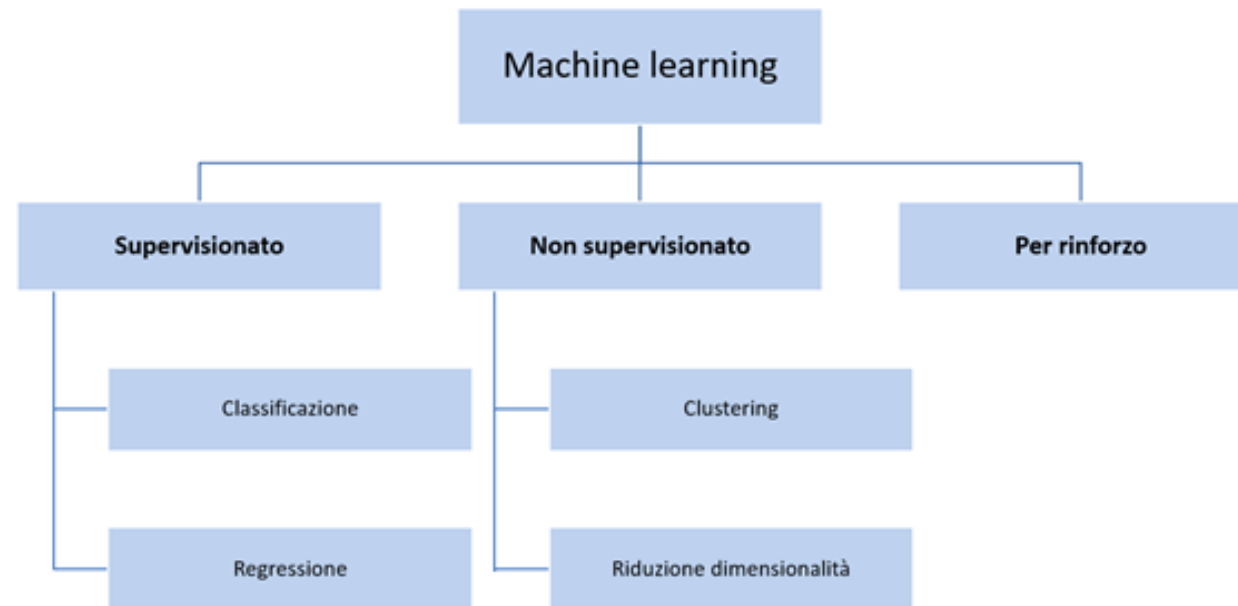 Machine learning
Supervisionato
Non supervisionato
Per rinforzo
Classificazione
Clustering
Regressione
Riduzione dimensionalità